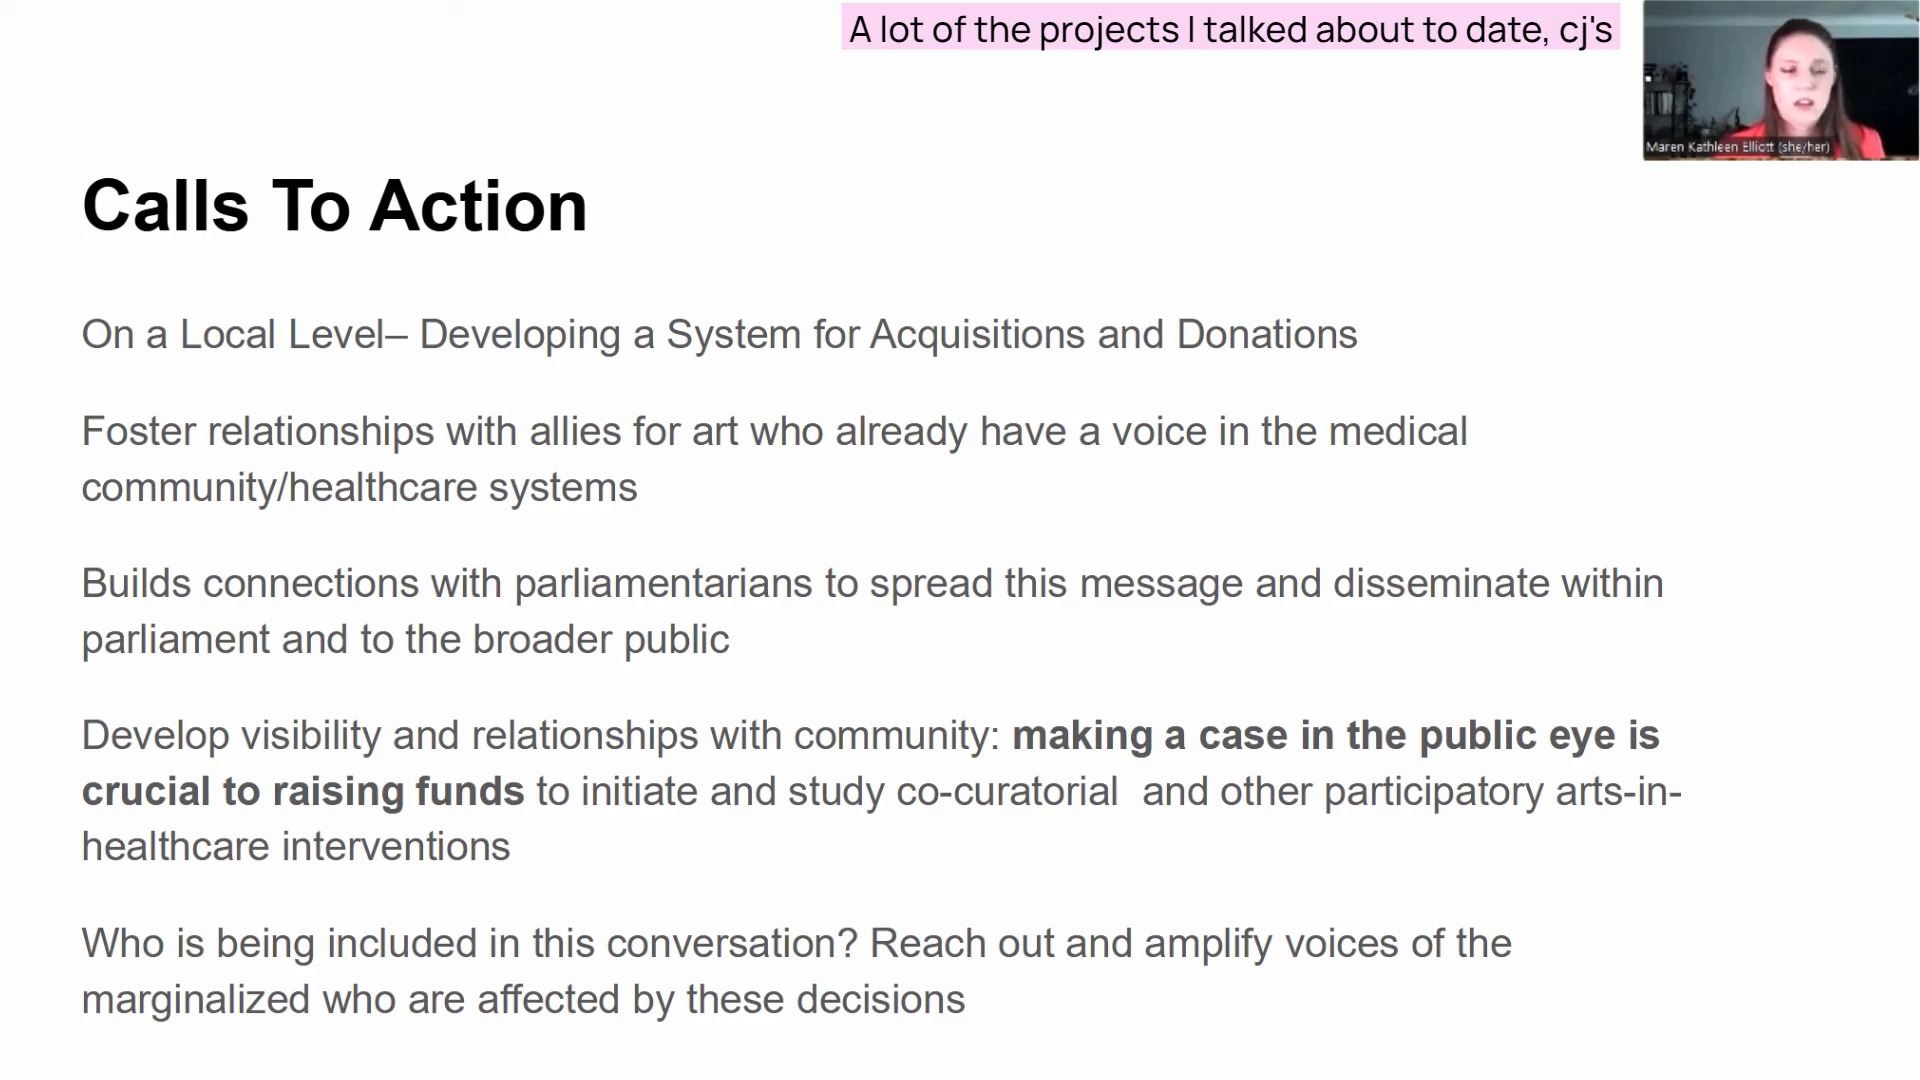 A lot of the projects I talked about to date, cj's
Maren Kathleen Elliott (she/her)
Calls To Action
On a Local Level– Developing a System for Acquisitions and Donations
Foster relationships with allies for art who already have a voice in the medical
community/healthcare systems
Builds connections with parliamentarians to spread this message and disseminate within
parliament and to the broader public
Develop visibility and relationships with community: making a case in the public eye is
crucial to raising funds to initiate and study co-curatorial  and other participatory arts-in-
healthcare interventions
Who is being included in this conversation? Reach out and amplify voices of the
marginalized who are affected by these decisions